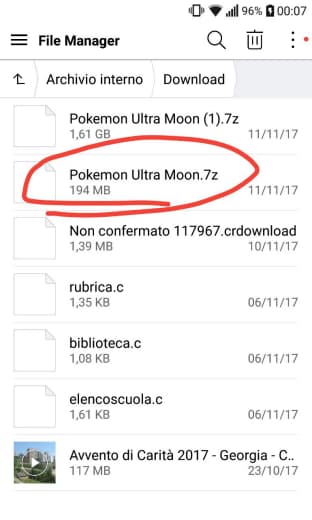 96% 00:07
File Manager
Archivio interno Download
Pokemon Ultra Moon (1).7z
1,61 GB 11/11/17
Pokemon Ultra Moon.7z
194 MB 11/11/17
Non confermato 117967.crdownload
1,39 MB 10/11/17
rubrica.c
1,35 KB 06/11/17
biblioteca.c
1,08 KB 06/11/17
elencoscuola.c
1,61 KB 06/11/17
Avvento di Carità 2017 - Georgia - C..
117 MB 23/10/17